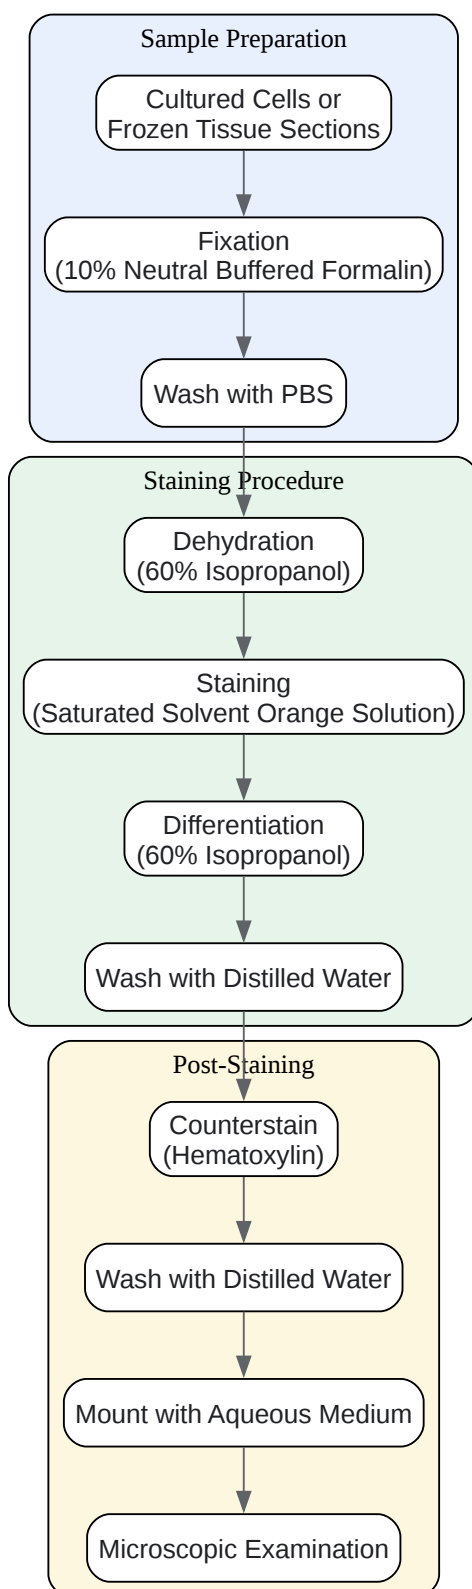 Sample Preparation
Cultured Cells or
Frozen Tissue Sections
Fixation
(10% Neutral Buffered Formalin)
Wash with PBS
Staining Procedure
Dehydration
(60% Isopropanol)
Staining
(Saturated Solvent Orange Solution)
Differentiation
(60% Isopropanol)
Wash with Distilled Water
Post-Staining
Counterstain
(Hematoxylin)
Wash with Distilled Water
Mount with Aqueous Medium
Microscopic Examination